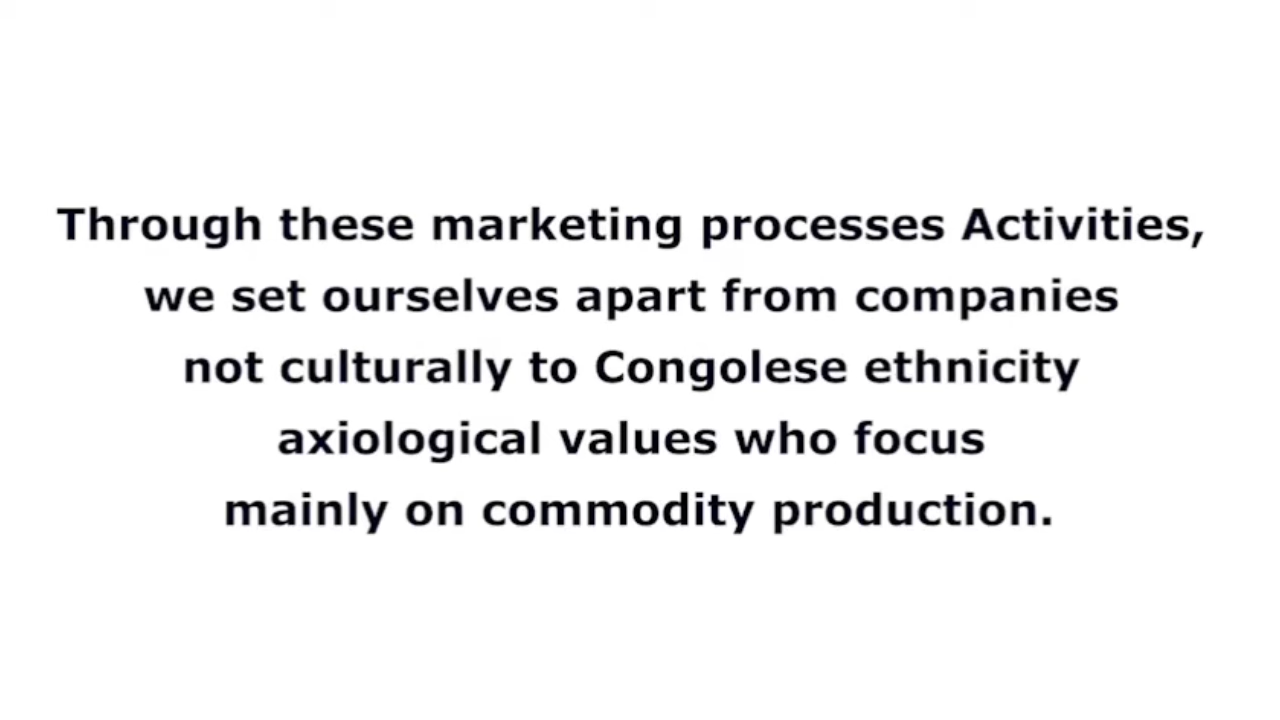 Through these marketing processes Activities,
we set ourselves apart from companies
not culturally to Congolese ethnicity
axiological values who focus
mainly on commodity production.